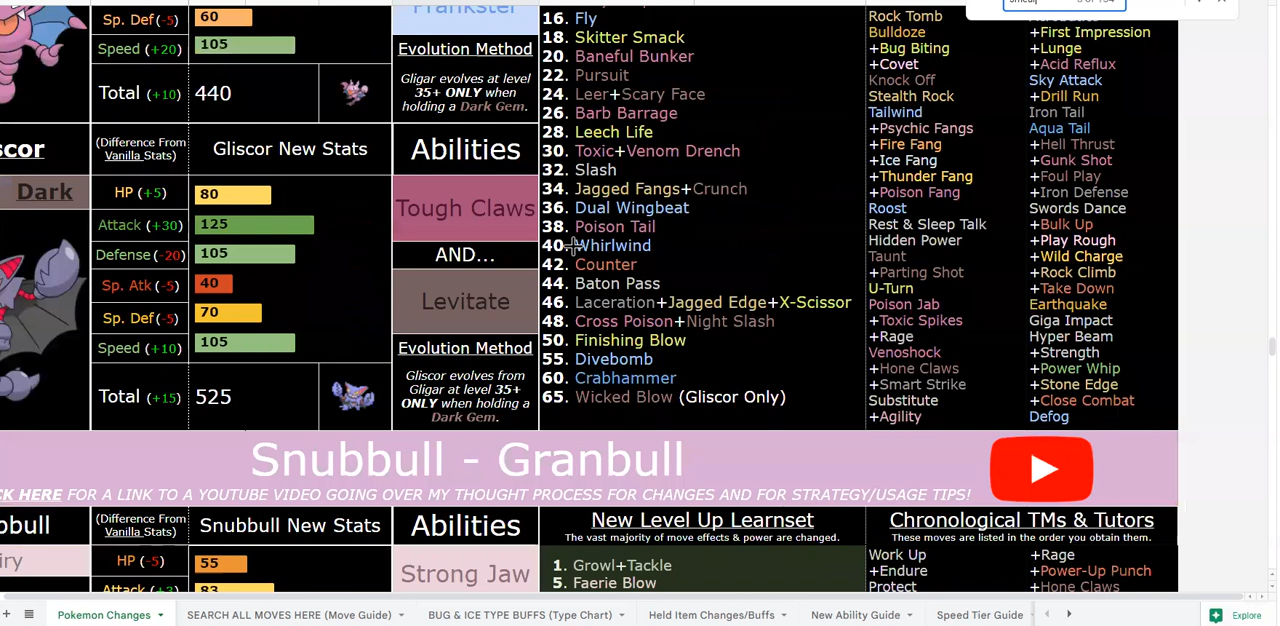 Sp. Def (-5) 60
Speed (+20) 105
Total (+10) 440
Prankster
Evolution Method
Gligar evolves at level
35+ ONLY when
holding a Dark Gem.
scor
(Difference From
Vanilla Stats)
Gliscor New Stats
Abilities
Dark
HP (+5) 80
Attack (+30) 125
Defense (-20) 105
Sp. Atk (-5) 40
Sp. Def (-5) 70
Speed (+10) 105
Total (+15) 525
Tough Claws
AND...
Levitate
Evolution Method
Gliscor evolves from
Gligar at level 35+
ONLY when holding a
Dark Gem.
16. Fly
18. Skitter Smack
20. Baneful Bunker
22. Pursuit
24. Leer+Scary Face
26. Barb Barrage
28. Leech Life
30. Toxic+Venom Drench
32. Slash
34. Jagged Fangs+Crunch
36. Dual Wingbeat
38. Poison Tail
40. Whirlwind
42. Counter
44. Baton Pass
46. Laceration+Jagged Edge+X-Scissor
48. Cross Poison+Night Slash
50. Finishing Blow
55. Divebomb
60. Crabhammer
65. Wicked Blow (Gliscor Only)
Rock Tomb
Bulldoze
+Bug Biting
+Covet
Knock Off
Stealth Rock
Tailwind
+Psychic Fangs
+Fire Fang
+Ice Fang
+Thunder Fang
+Poison Fang
Roost
Rest & Sleep Talk
Hidden Power
Taunt
+Parting Shot
U-Turn
Poison Jab
+Toxic Spikes
+Rage
Venoshock
+Hone Claws
+Smart Strike
Substitute
+Agility
+First Impression
+Lunge
+Acid Reflux
Sky Attack
+Drill Run
Iron Tail
Aqua Tail
+Hell Thrust
+Gunk Shot
+Foul Play
+Iron Defense
Swords Dance
+Bulk Up
+Play Rough
+Wild Charge
+Rock Climb
+Take Down
Earthquake
Giga Impact
Hyper Beam
+Strength
+Power Whip
+Stone Edge
+Close Combat
Defog
Snubbull - Granbull
CK HERE FOR A LINK TO A YOUTUBE VIDEO GOING OVER MY THOUGHT PROCESS FOR CHANGES AND FOR STRATEGY/USAGE TIPS!
bbull
(Difference From
Vanilla Stats)
Snubbull New Stats
Abilities
New Level Up Learnset
The vast majority of move effects & power are changed.
Chronological TMs & Tutors
These moves are listed in the order you obtain them.
iry
HP (-5) 55
Attack (+3) 83
Strong Jaw
1. Growl+Tackle
5. Faerie Blow
Work Up
+Endure
Protect
+Rage
+Power-Up Punch
+Hone Claws
+ Pokemon Changes SEARCH ALL MOVES HERE (Move Guide) BUG & ICE TYPE BUFFS (Type Chart) Held Item Changes/Buffs New Ability Guide Speed Tier Guide Explore